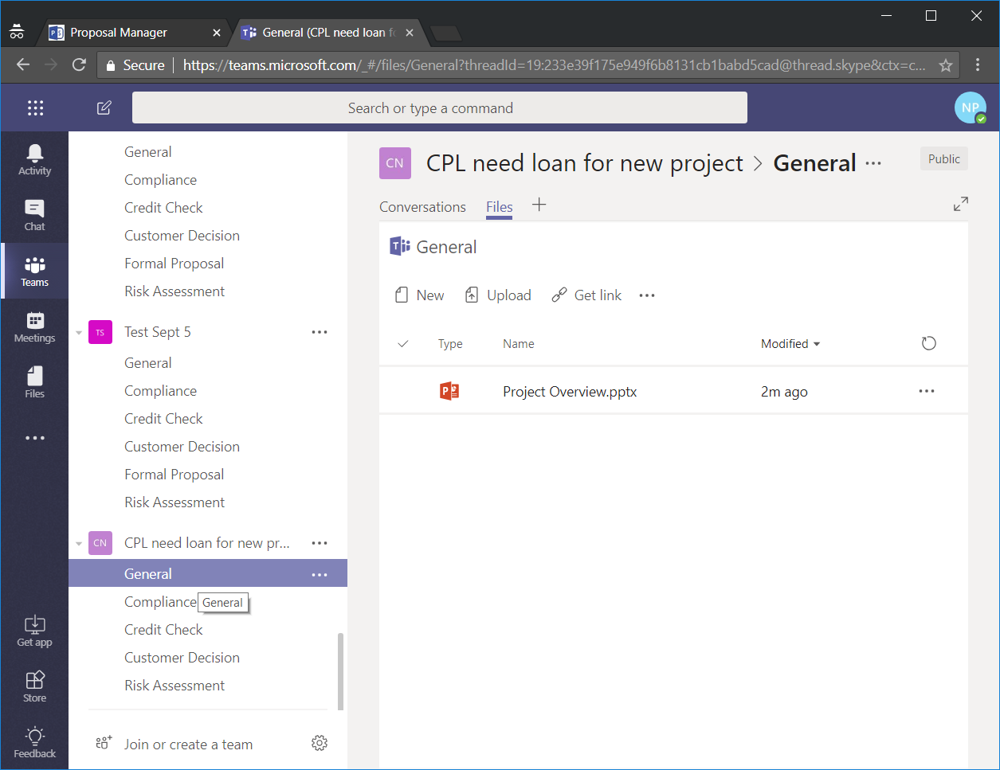 Proposal Manager
General (CPL need loan fo
Secure
https://teams.microsoft.com/_#/files/General?threadId=19:233e39f175e949f6b8131cb1babd5cad@thread.skype&ctx=c...
Search or type a command
NP
Activity
Chat
Teams
Meetings
Files
Get app
Store
Feedback
General
Compliance
Credit Check
Customer Decision
Formal Proposal
Risk Assessment
TS Test Sept 5
General
Compliance
Credit Check
Customer Decision
Formal Proposal
Risk Assessment
CN CPL need loan for new pr...
General
Compliance
General
Credit Check
Customer Decision
Risk Assessment
Join or create a team
CN CPL need loan for new project > General
Public
Conversations Files
General
New Upload Get link
Type Name Modified
Project Overview.pptx 2m ago